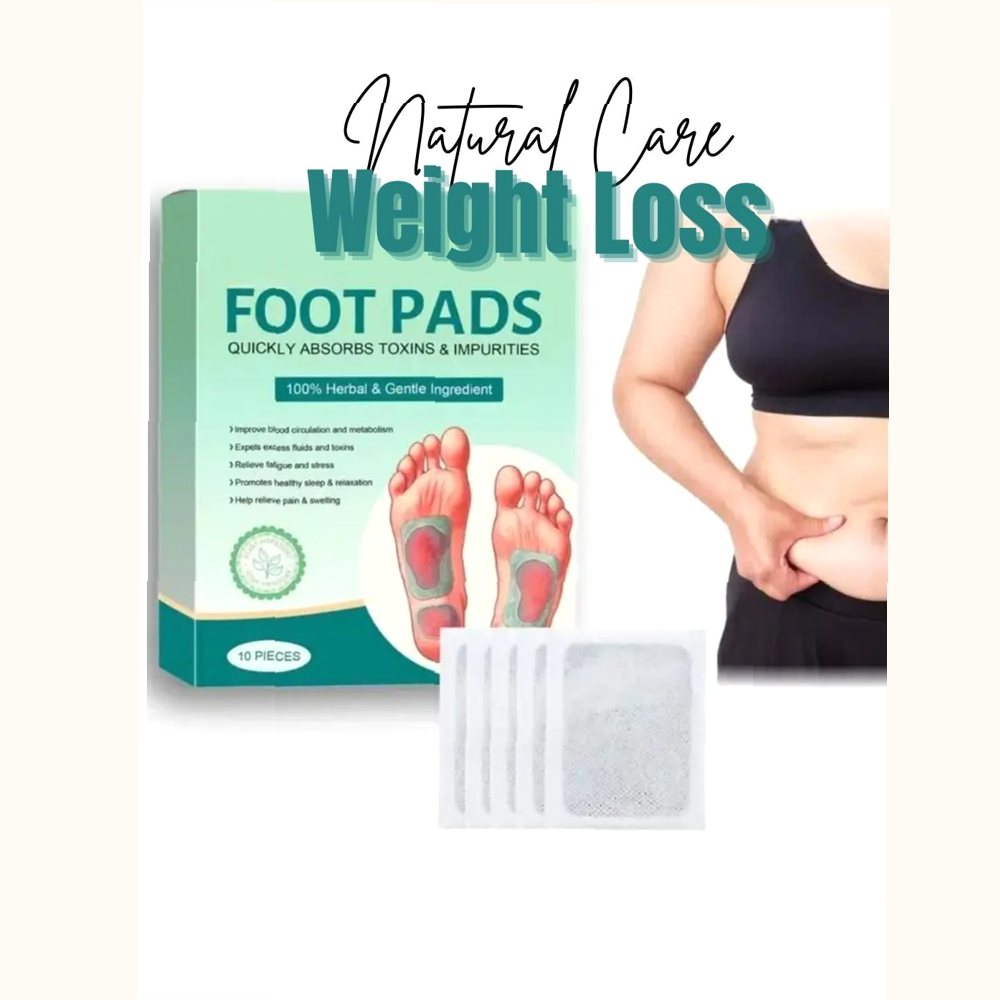 Natural Care
Weight Loss
FOOT PADS
QUICKLY ABSORBS TOXINS & IMPURITIES
100% Herbal & Gentle Ingredient
Improve blood circulation and metabolism
Expels excess fluids and toxins
Relieve fatigue and stress
Promotes healthy sleep & relaxation
Help relieve pain & swelling
10 PIECES